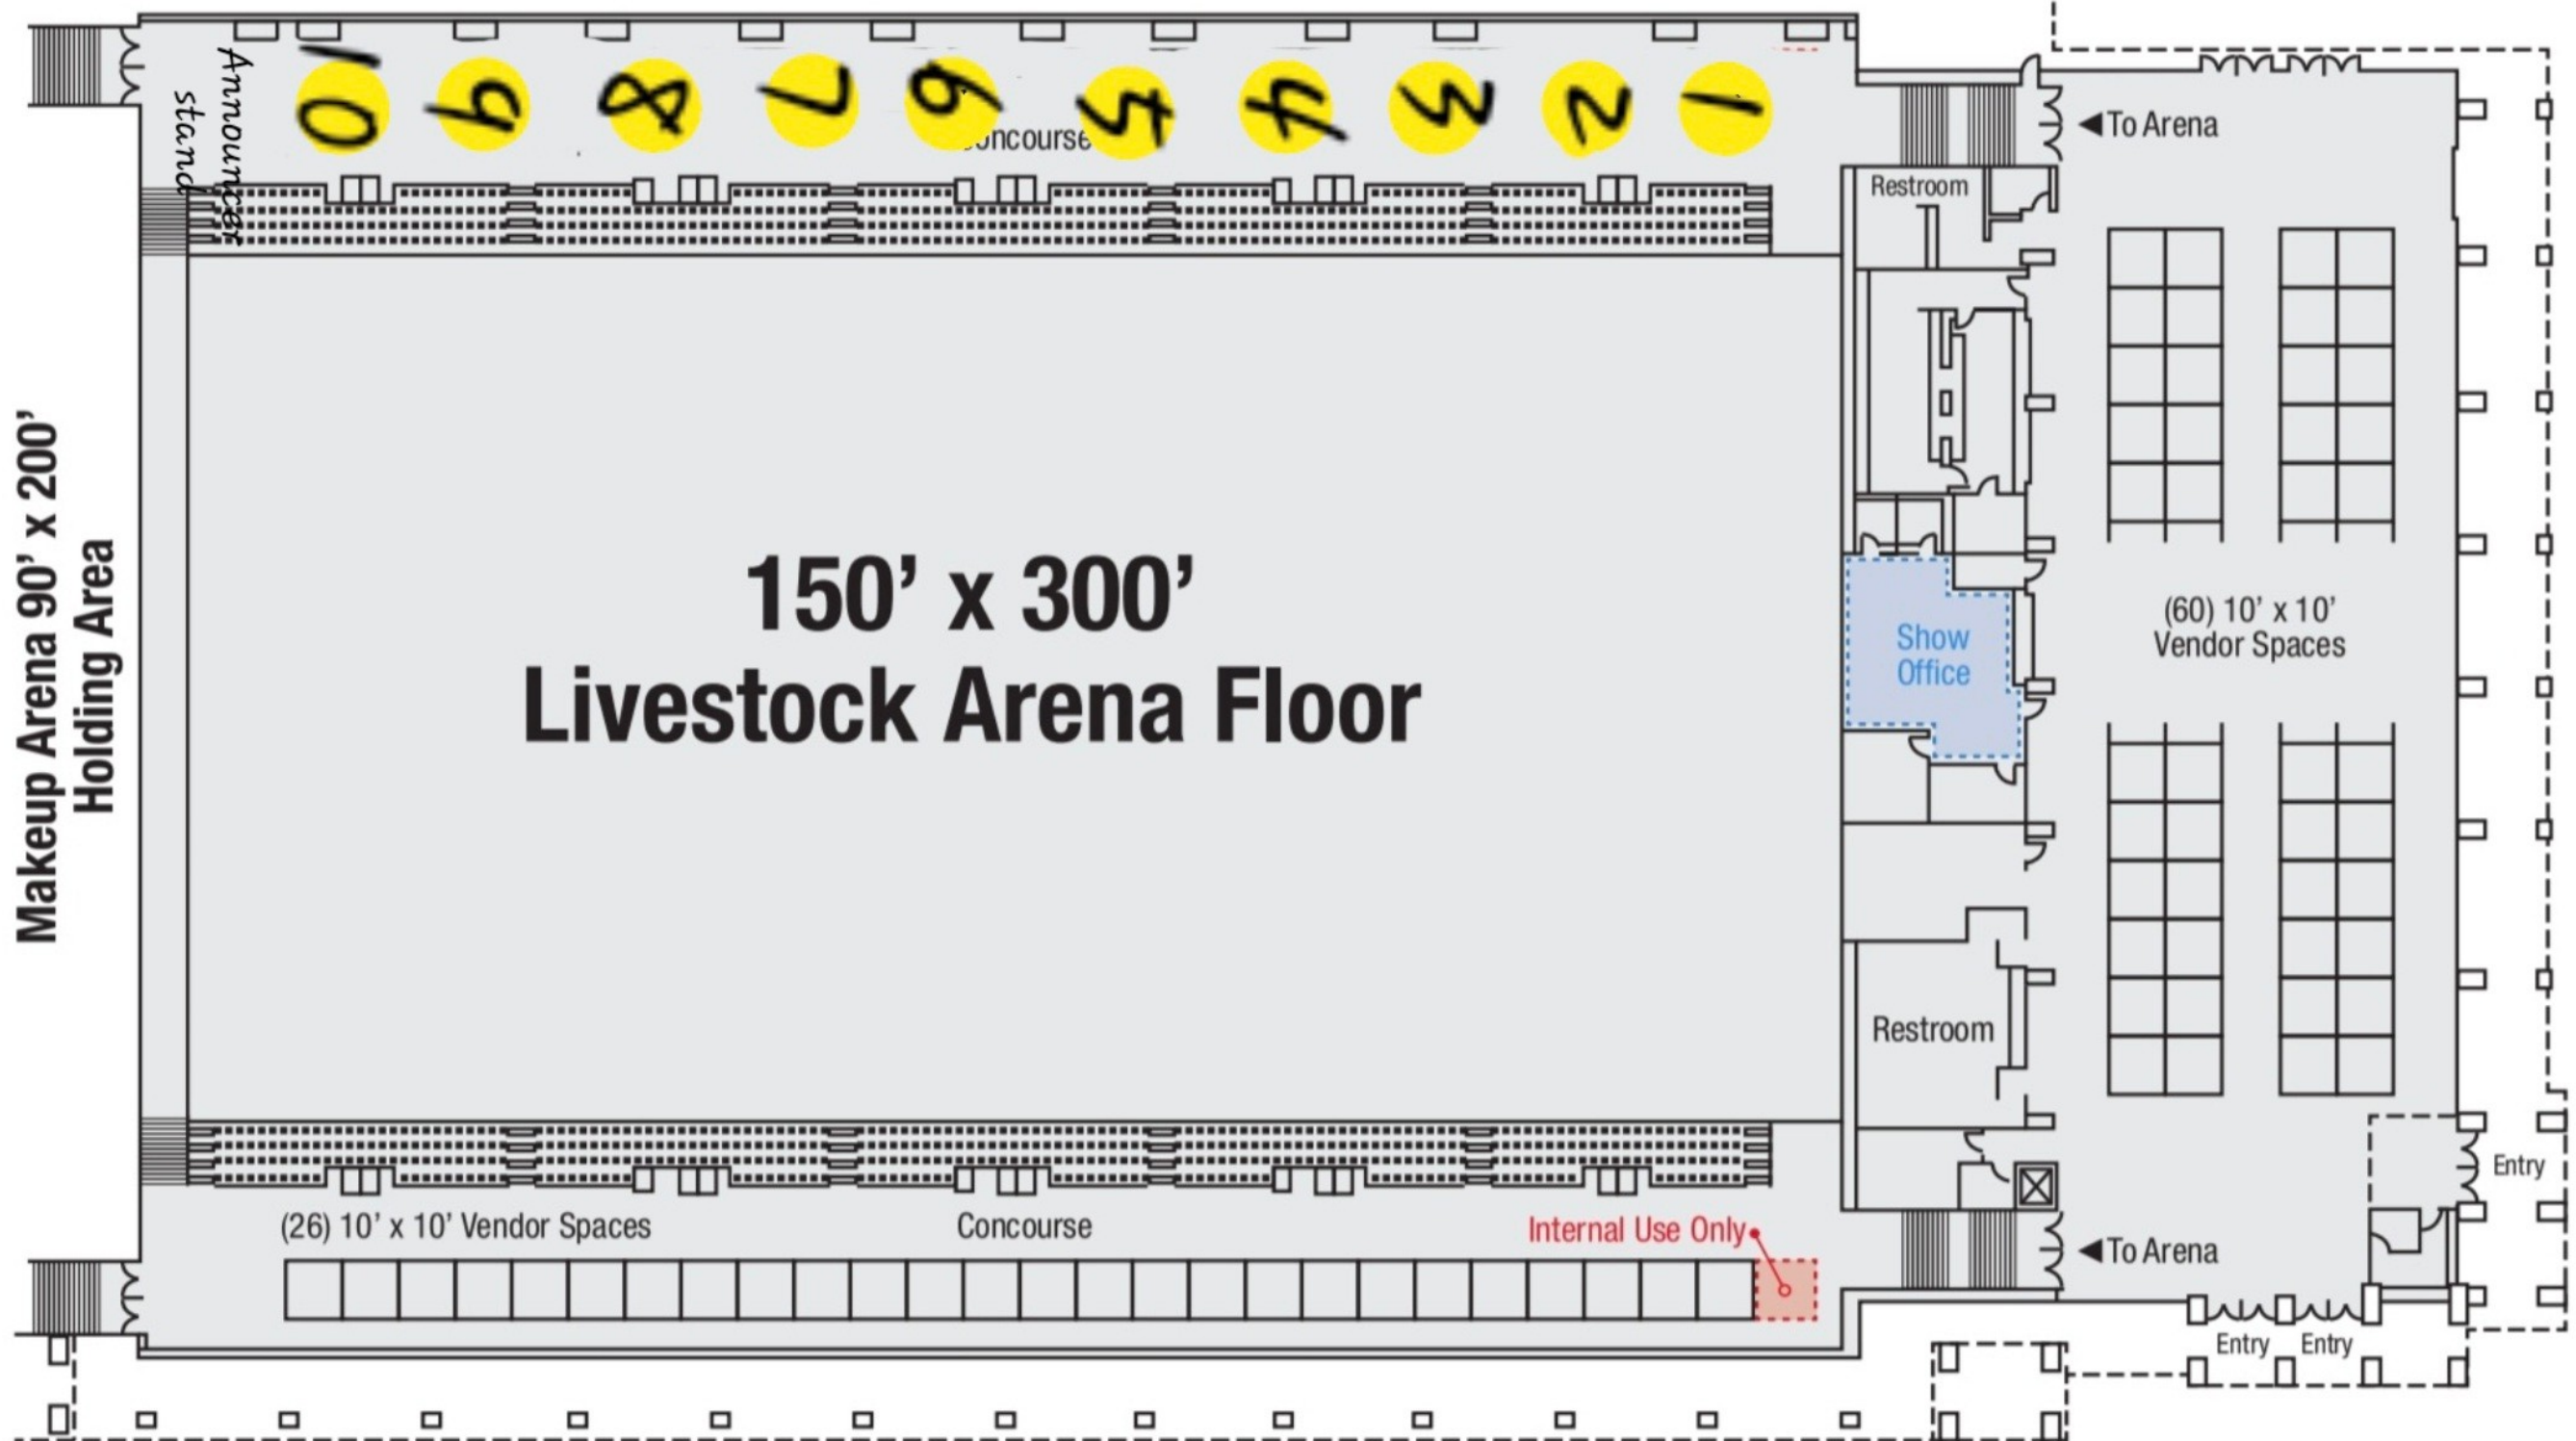 Announcer
stand
10
9
8
7
6
5
4
3
2
1
oncourse
To Arena
Restroom
Makeup Arena 90’ x 200’
Holding Area
150’ x 300’
Livestock Arena Floor
Show
Office
(60) 10’ x 10’
Vendor Spaces
Restroom
Entry
(26) 10’ x 10’ Vendor Spaces
Concourse
Internal Use Only
To Arena
Entry
Entry